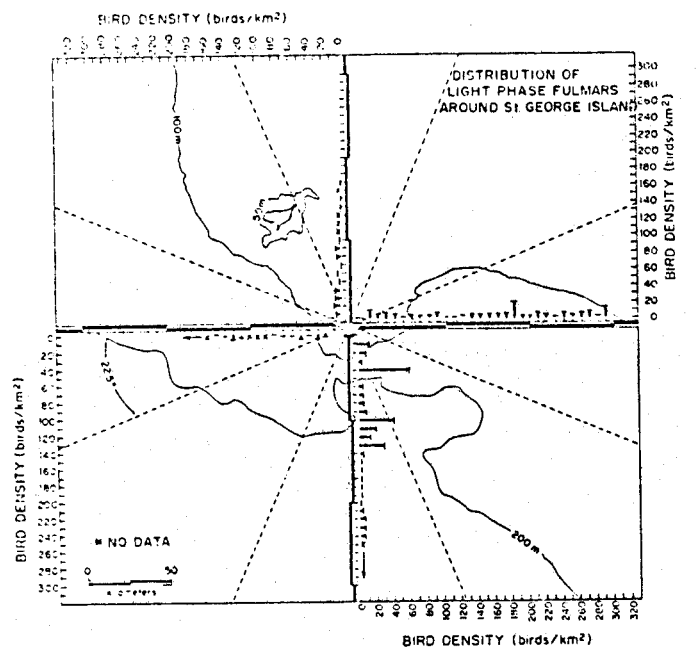 BIRD DENSITY (birds/km²)
DISTRIBUTION OF
LIGHT PHASE FULMARS
AROUND St. GEORGE ISLAND
100m
50m
300
280
260
240
220
200
180
160
140
120
100
80
60
40
20
0
BIRD DENSITY (birds/km²)
0
20
40
60
80
100
120
140
160
180
200
220
240
260
280
300
BIRD DENSITY (birds/km²)
22.5°
* NO DATA
0 50
kilometers
200m
0 20 40 60 80 100 120 140 160 180 200 220 240 260 280 300 320
BIRD DENSITY (birds/km²)